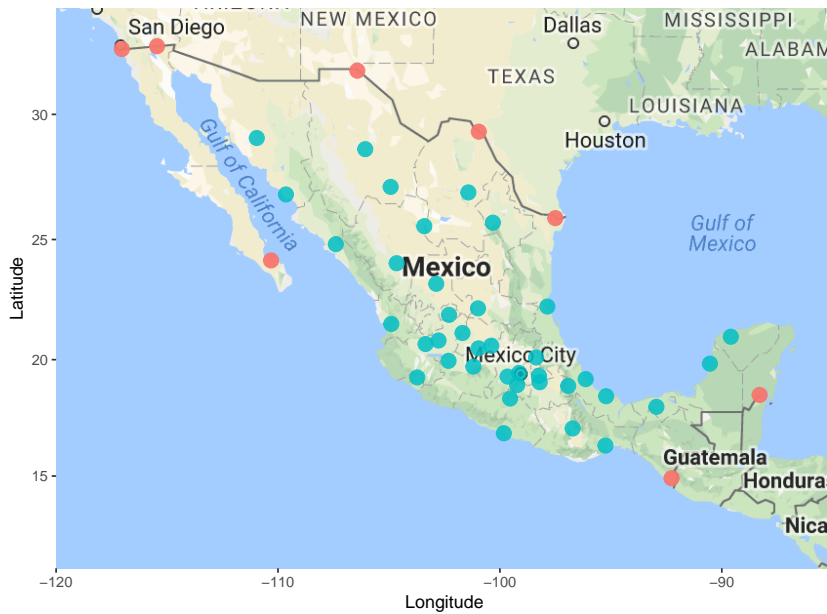 NEW MEXICO
San Diego
Dallas
MISSISSIPPI
ALABAM
TEXAS
LOUISIANA
Houston
Gulf of California
Gulf of
Mexico
Mexico
Mexico City
Guatemala
Honduras
Nica
30
25
20
15
Latitude
−120
−110
−100
−90
Longitude